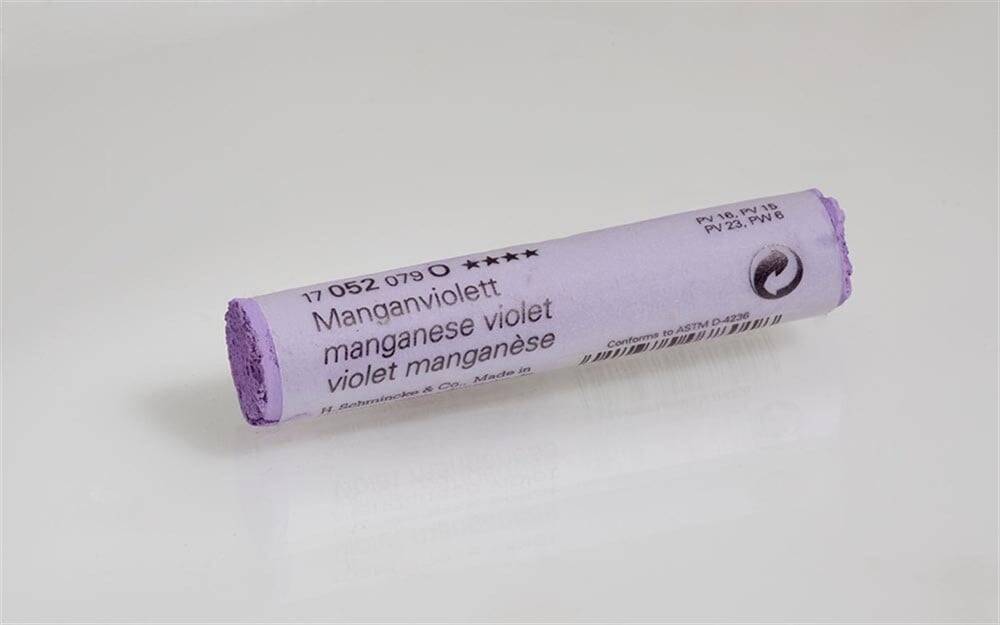 17 052 079 O ★★★★
Manganviolett
manganese violet
violet manganèse
H. Schmincke & Co., Made in
PV 16, PV 15
PV 23, PW 6
Conforms to ASTM D-4236